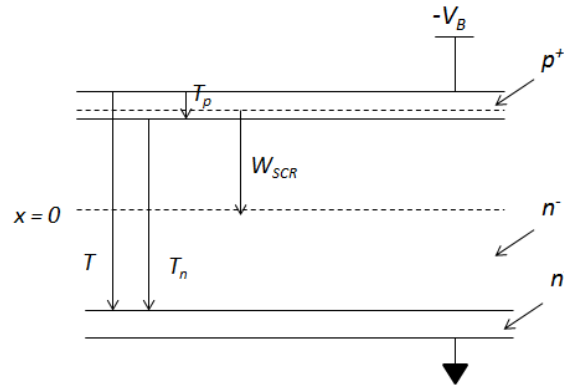 -V_B
p⁺
T_p
W_SCR
x = 0
n⁻
T
T_n
n